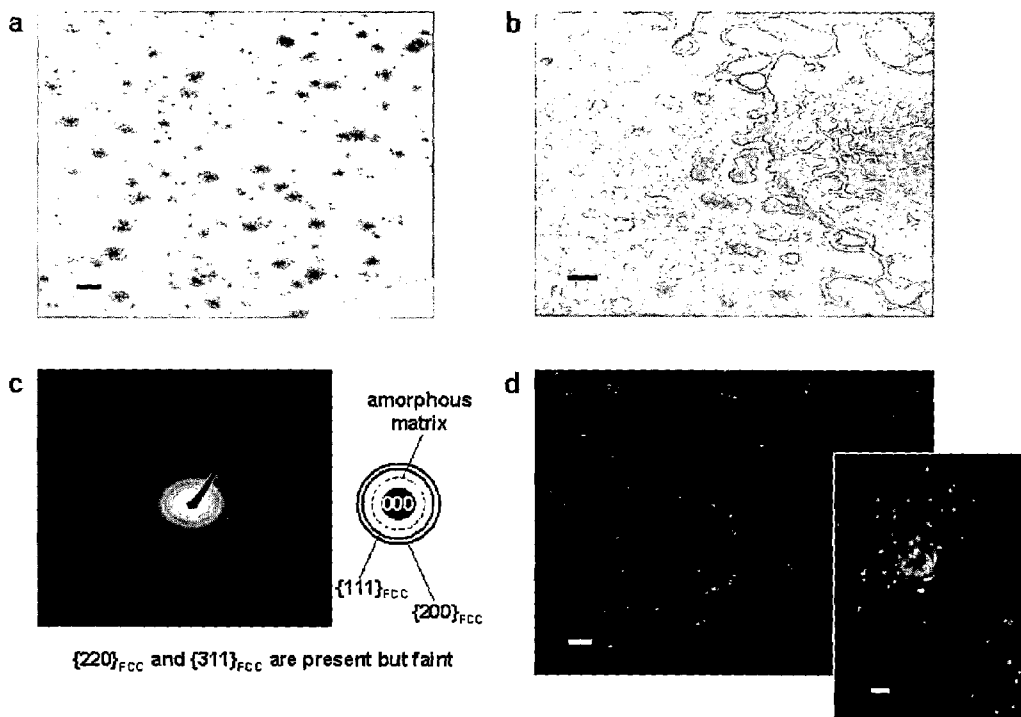 a
b
c
amorphous
matrix
000
{111}FCC
{200}FCC
{220}FCC and {311}FCC are present but faint
d